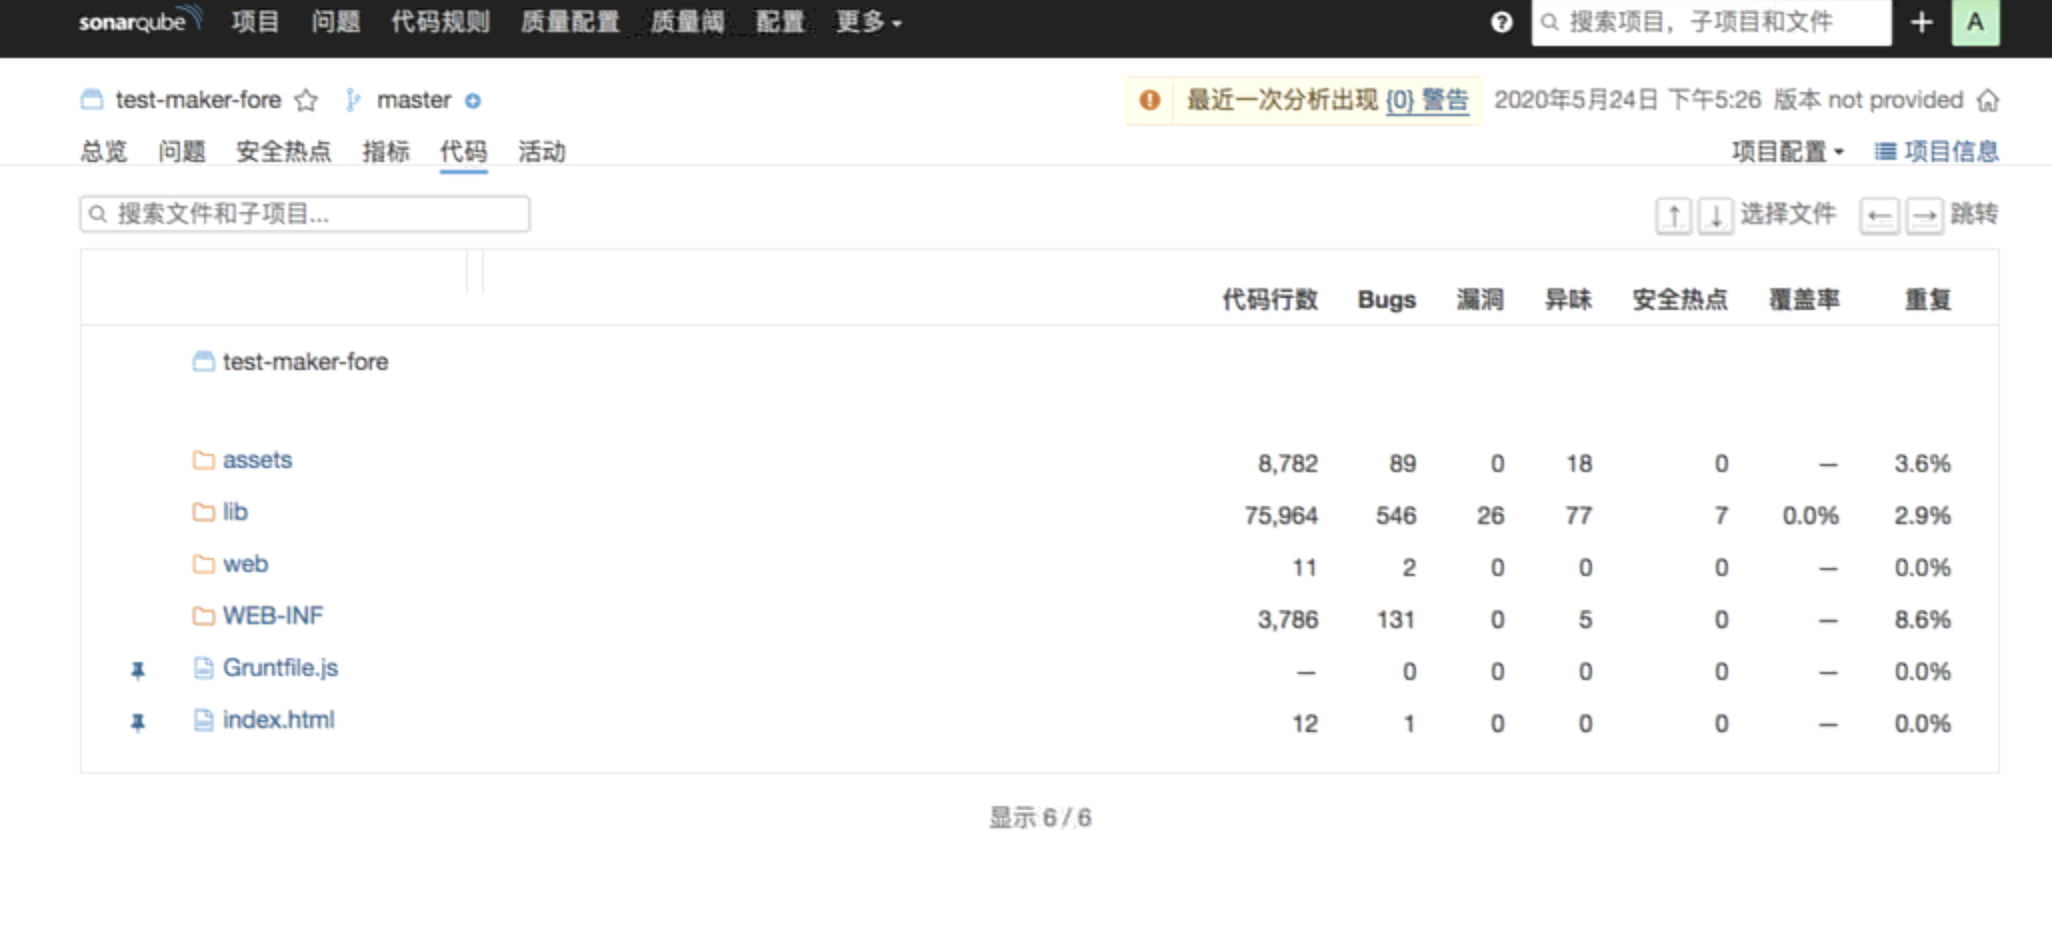 sonarqube 项目 问题 代码规则 质量配置 质量阈 配置 更多 搜索项目，子项目和文件 + A
test-maker-fore master 最近一次分析出现 {0} 警告 2020年5月24日 下午5:26 版本 not provided
总览 问题 安全热点 指标 代码 活动 项目配置 项目信息
搜索文件和子项目... ↑ ↓ 选择文件 ← → 跳转
代码行数 Bugs 漏洞 异味 安全热点 覆盖率 重复
test-maker-fore
assets 8,782 89 0 18 0 — 3.6%
lib 75,964 546 26 77 7 0.0% 2.9%
web 11 2 0 0 0 — 0.0%
WEB-INF 3,786 131 0 5 0 — 8.6%
Gruntfile.js — 0 0 0 0 — 0.0%
index.html 12 1 0 0 0 — 0.0%
显示 6 / 6